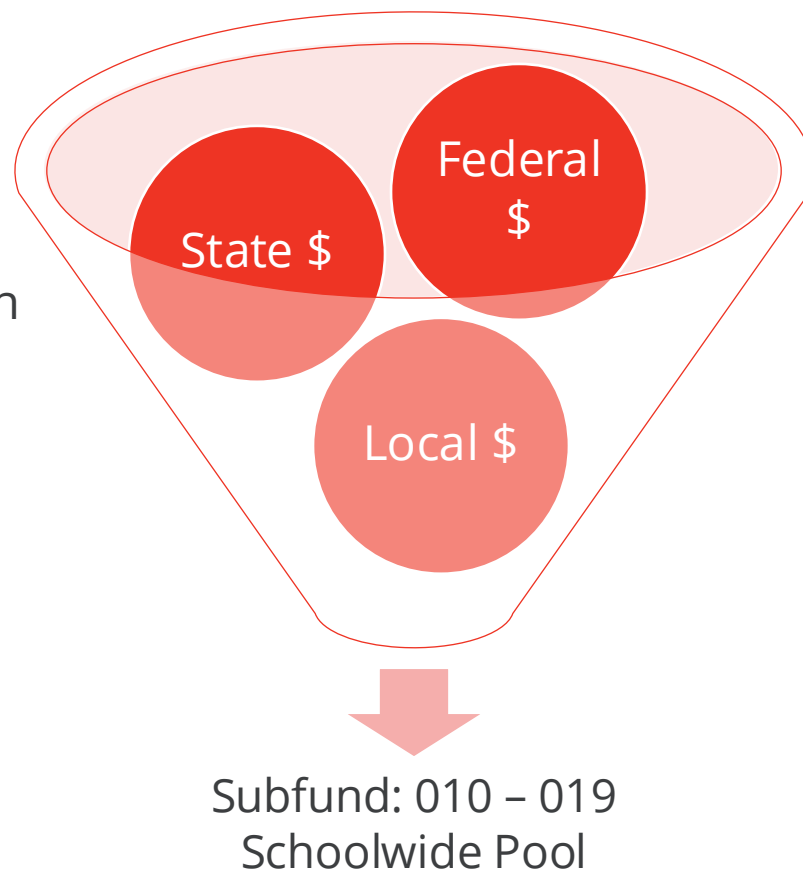 Federal
$
State $
n
Local $
Subfund: 010 – 019
Schoolwide Pool